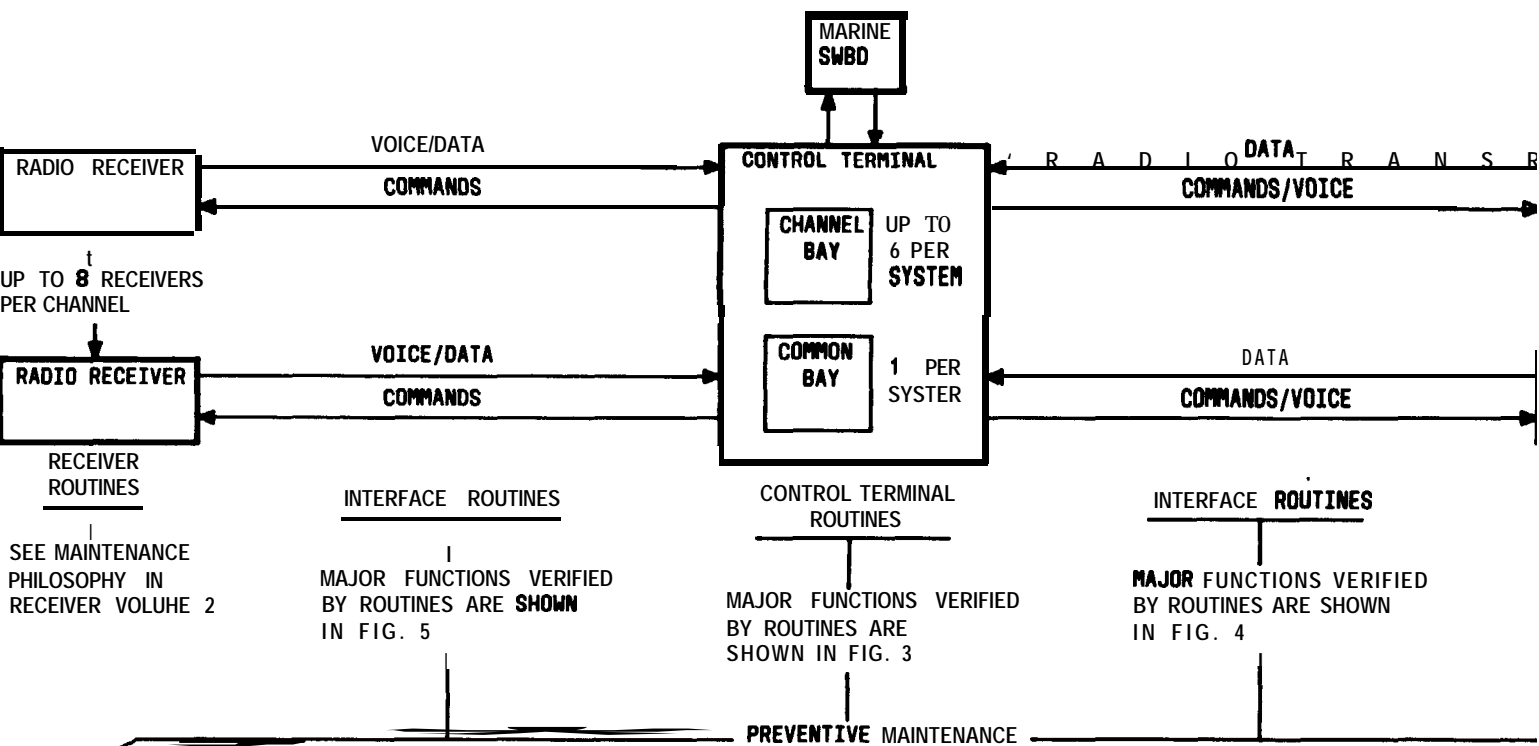 MARINE
SWBD
VOICE/DATA
COMMANDS
RADIO RECEIVER
CONTROL TERMINAL
DATA
RADIO TRANSR
COMMANDS/VOICE
CHANNEL
BAY
UP TO
6 PER
SYSTEM
t
UP TO 8 RECEIVERS
PER CHANNEL
RADIO RECEIVER
VOICE/DATA
COMMANDS
COMMON
BAY
1 PER
SYSTER
DATA
COMMANDS/VOICE
RECEIVER
ROUTINES
SEE MAINTENANCE
PHILOSOPHY IN
RECEIVER VOLUHE 2
INTERFACE ROUTINES
MAJOR FUNCTIONS VERIFIED
BY ROUTINES ARE SHOWN
IN FIG. 5
CONTROL TERMINAL
ROUTINES
MAJOR FUNCTIONS VERIFIED
BY ROUTINES ARE
SHOWN IN FIG. 3
INTERFACE ROUTINES
MAJOR FUNCTIONS VERIFIED
BY ROUTINES ARE SHOWN
IN FIG. 4
PREVENTIVE MAINTENANCE